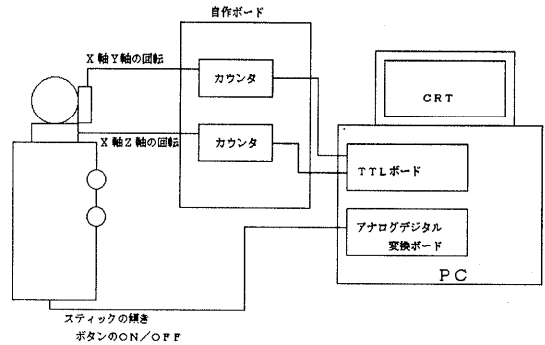 自作ボード
X軸Y軸の回転
カウンタ
CRT
X軸Z軸の回転
カウンタ
TTLボード
アナログデジタル
変換ボード
PC
スティックの傾き
ボタンのON/OFF